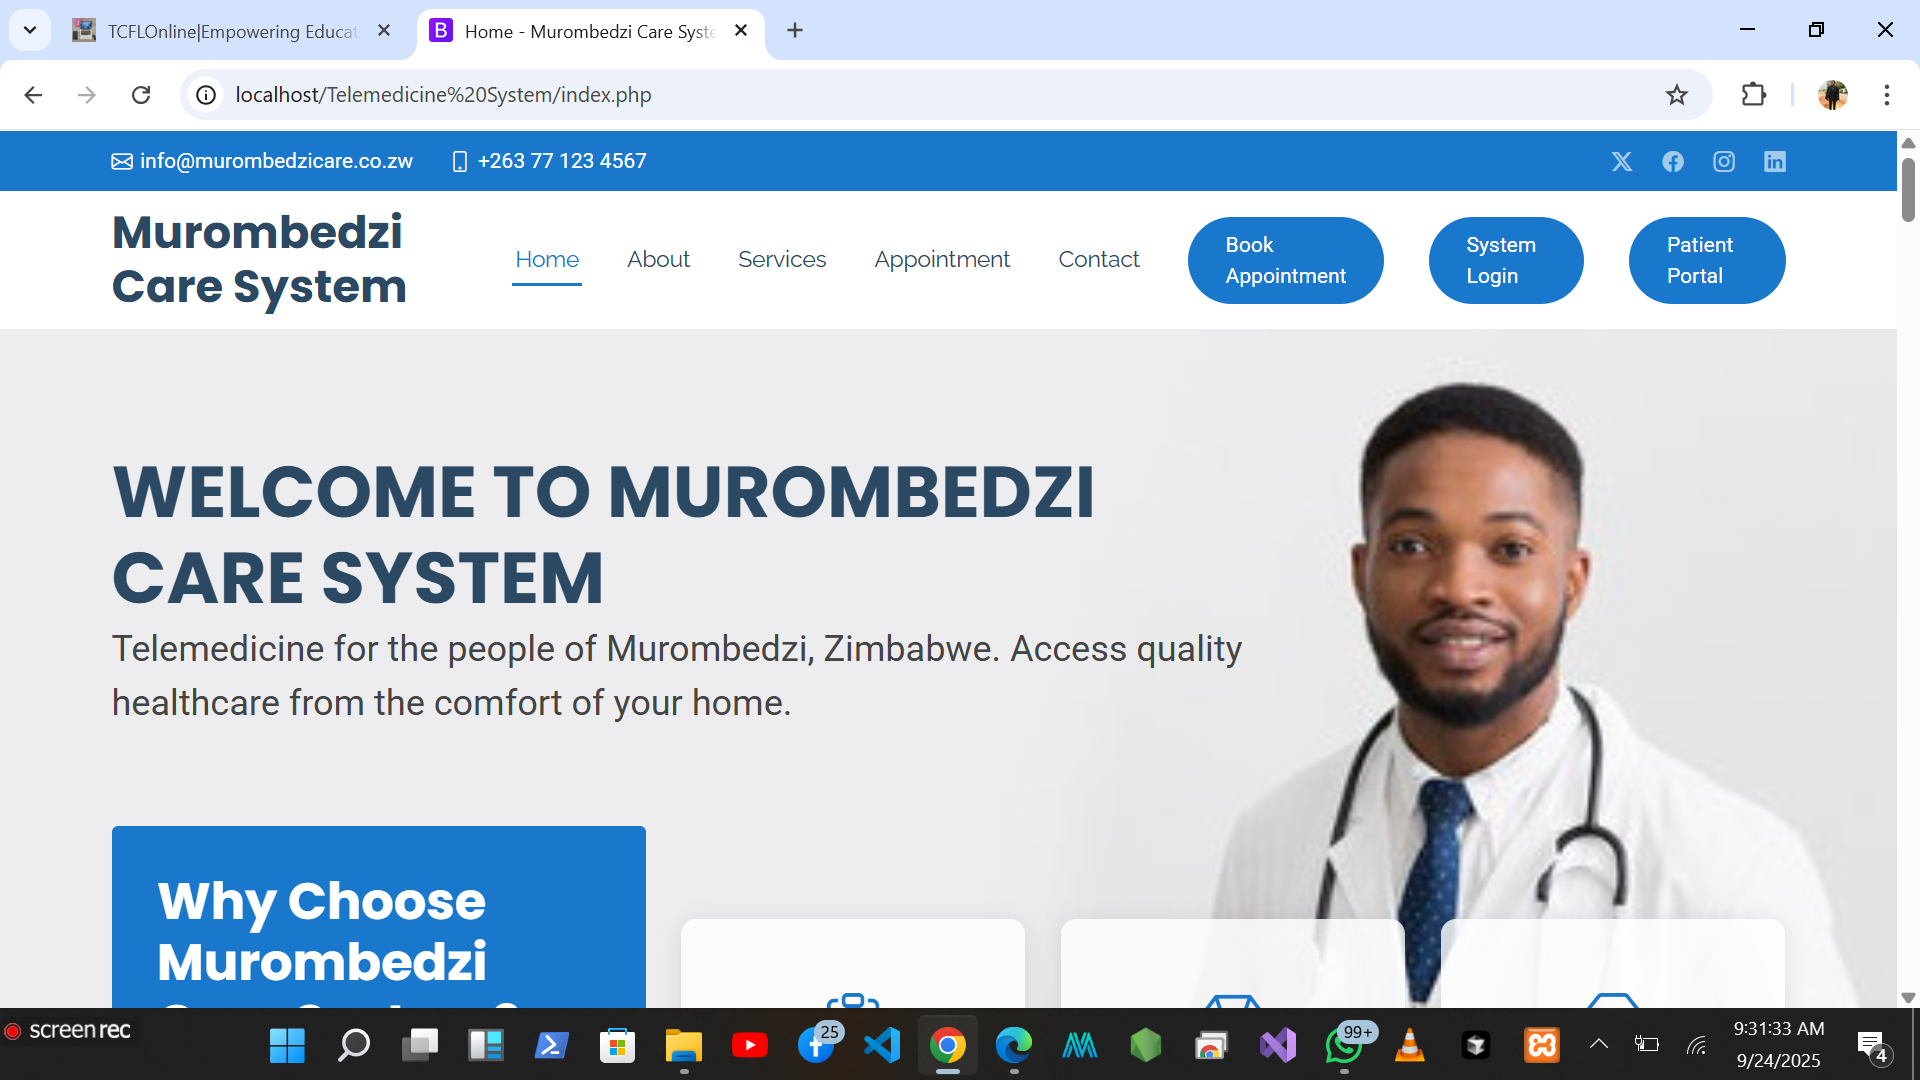 TCFLOnline|Empowering Educat
Home - Murombedzi Care Syste
localhost/Telemedicine%20System/index.php
info@murombedzicare.co.zw +263 77 123 4567
Murombedzi
Care System
Home About Services Appointment Contact
Book
Appointment
System
Login
Patient
Portal
WELCOME TO MUROMBEDZI
CARE SYSTEM
Telemedicine for the people of Murombedzi, Zimbabwe. Access quality
healthcare from the comfort of your home.
Why Choose
Murombedzi
screen rec
25
99+
9:31:33 AM
9/24/2025
4